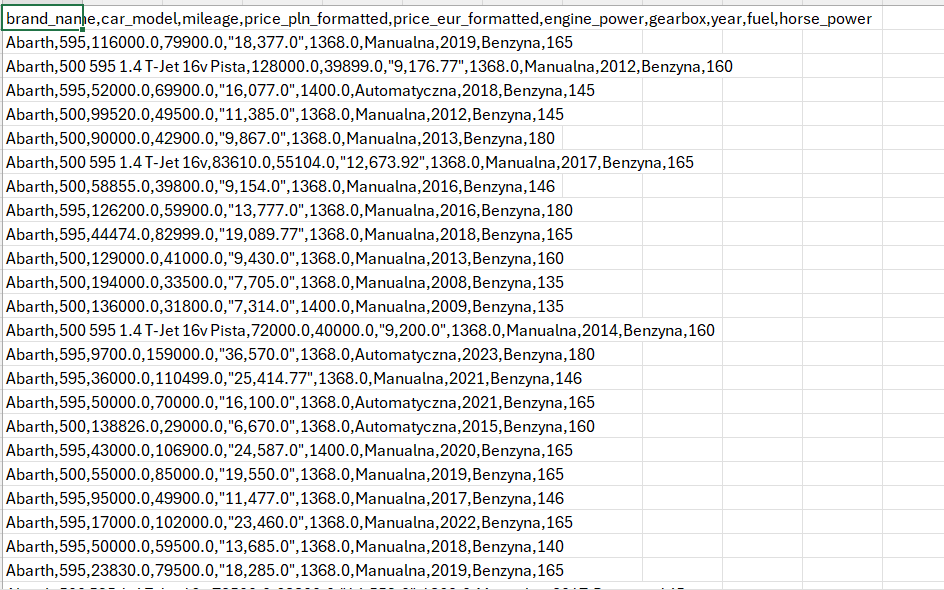 brand_name,car_model,mileage,price_pln_formatted,price_eur_formatted,engine_power,gearbox,year,fuel,horse_power
Abarth,595,116000.0,79900.0,"18,377.0",1368.0,Manualna,2019,Benzyna,165
Abarth,500 595 1.4 T-Jet 16v Pista,128000.0,39899.0,"9,176.77",1368.0,Manualna,2012,Benzyna,160
Abarth,595,52000.0,69900.0,"16,077.0",1400.0,Automatyczna,2018,Benzyna,145
Abarth,500,99520.0,49500.0,"11,385.0",1368.0,Manualna,2012,Benzyna,145
Abarth,500,90000.0,42900.0,"9,867.0",1368.0,Manualna,2013,Benzyna,180
Abarth,500 595 1.4 T-Jet 16v,83610.0,55104.0,"12,673.92",1368.0,Manualna,2017,Benzyna,165
Abarth,500,58855.0,39800.0,"9,154.0",1368.0,Manualna,2016,Benzyna,146
Abarth,595,126200.0,59900.0,"13,777.0",1368.0,Manualna,2016,Benzyna,180
Abarth,595,44474.0,82999.0,"19,089.77",1368.0,Manualna,2018,Benzyna,165
Abarth,500,129000.0,41000.0,"9,430.0",1368.0,Manualna,2013,Benzyna,160
Abarth,500,194000.0,33500.0,"7,705.0",1368.0,Manualna,2008,Benzyna,135
Abarth,500,136000.0,31800.0,"7,314.0",1400.0,Manualna,2009,Benzyna,135
Abarth,500 595 1.4 T-Jet 16v Pista,72000.0,40000.0,"9,200.0",1368.0,Manualna,2014,Benzyna,160
Abarth,595,9700.0,159000.0,"36,570.0",1368.0,Automatyczna,2023,Benzyna,180
Abarth,595,36000.0,110499.0,"25,414.77",1368.0,Manualna,2021,Benzyna,146
Abarth,595,50000.0,70000.0,"16,100.0",1368.0,Automatyczna,2021,Benzyna,165
Abarth,500,138826.0,29000.0,"6,670.0",1368.0,Automatyczna,2015,Benzyna,160
Abarth,595,43000.0,106900.0,"24,587.0",1400.0,Manualna,2020,Benzyna,165
Abarth,500,55000.0,85000.0,"19,550.0",1368.0,Manualna,2019,Benzyna,165
Abarth,595,95000.0,49900.0,"11,477.0",1368.0,Manualna,2017,Benzyna,146
Abarth,595,17000.0,102000.0,"23,460.0",1368.0,Manualna,2022,Benzyna,165
Abarth,595,50000.0,59500.0,"13,685.0",1368.0,Manualna,2018,Benzyna,140
Abarth,595,23830.0,79500.0,"18,285.0",1368.0,Manualna,2019,Benzyna,165